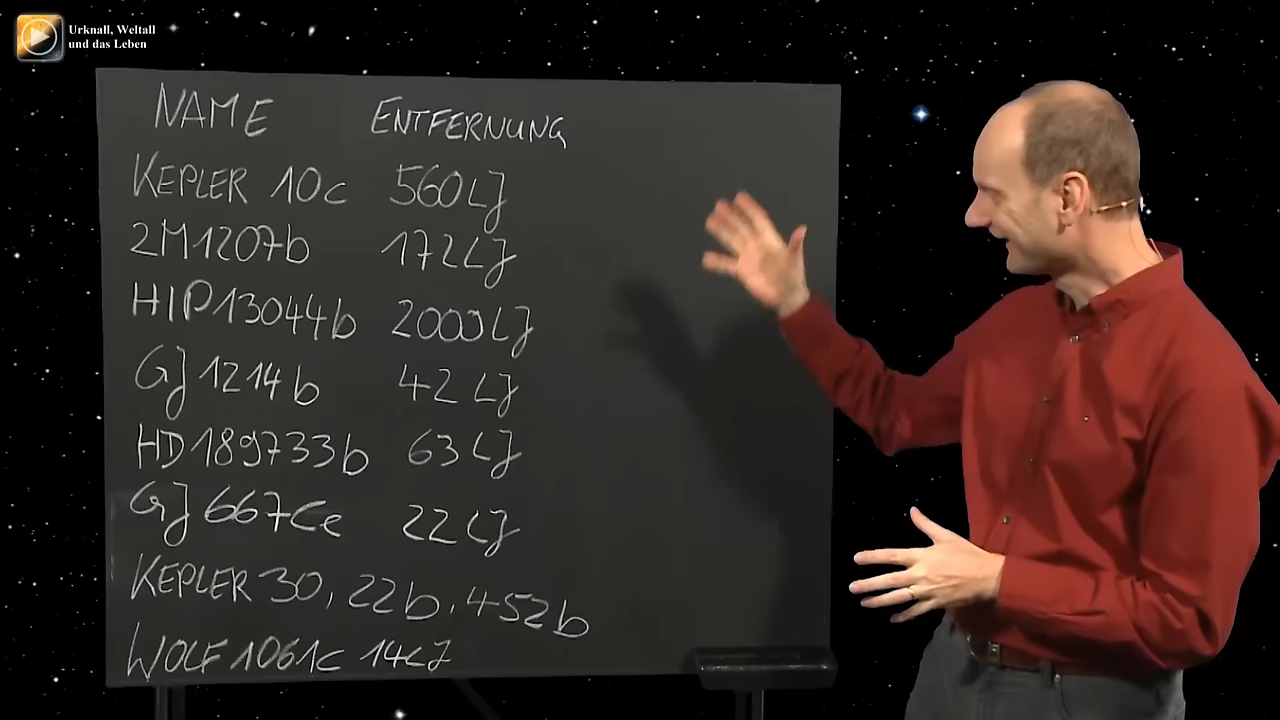 Urknall, Weltall
und das Leben
NAME ENTFERNUNG
KEPLER 10c 560LJ
2M1207b 172LJ
HIP13044b 2000LJ
GJ1214b 42LJ
HD189733b 63LJ
GJ667Ce 22LJ
KEPLER 30, 22b, 452b
WOLF 1061c 14LJ